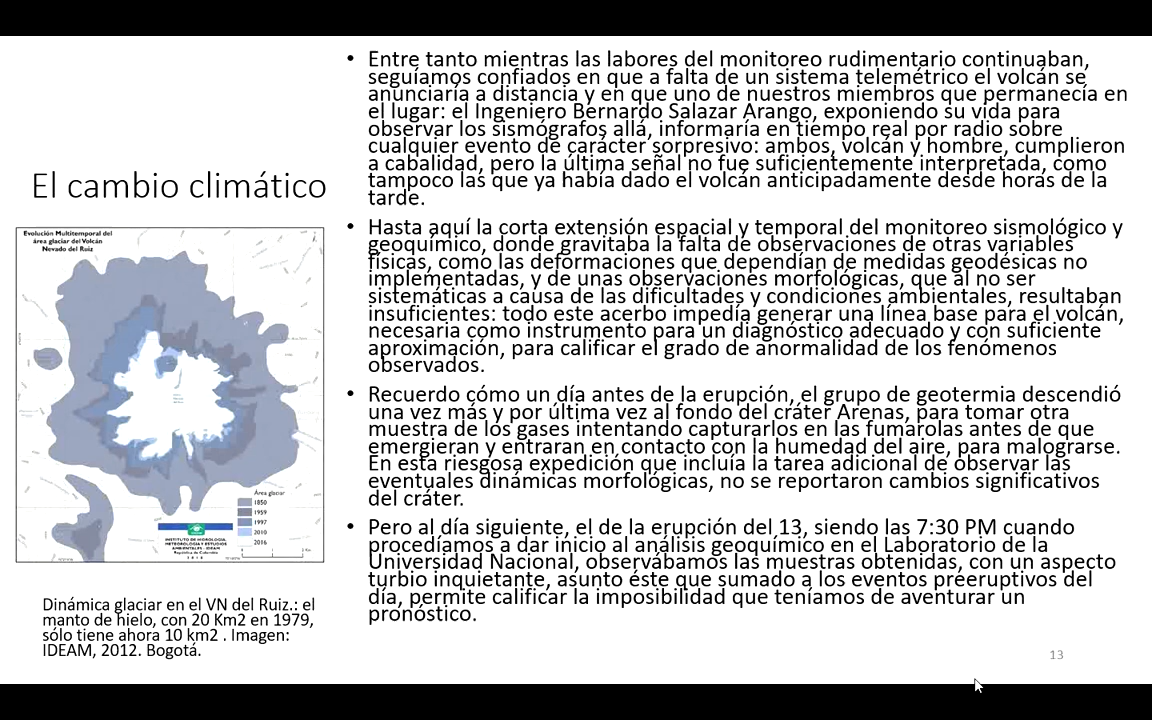 El cambio climático
Evolución Multitemporal del
área glaciar del Volcán
Nevado del Ruiz
Área glaciar
1850
1959
1997
2010
2016
INSTITUTO DE HIDROLOGÍA,
METEOROLOGÍA Y ESTUDIOS
AMBIENTALES - IDEAM
República de Colombia
Dinámica glaciar en el VN del Ruiz.: el
manto de hielo, con 20 Km2 en 1979,
sólo tiene ahora 10 km2 . Imagen:
IDEAM, 2012. Bogotá.
• Entre tanto mientras las labores del monitoreo rudimentario continuaban,
seguíamos confiados en que a falta de un sistema telemétrico el volcán se
anunciaría a distancia y en que uno de nuestros miembros que permanecía en
el lugar: el Ingeniero Bernardo Salazar Arango, exponiendo su vida para
observar los sismógrafos allá, informaría en tiempo real por radio sobre
cualquier evento de carácter sorpresivo: ambos, volcán y hombre, cumplieron
a cabalidad, pero la última señal no fue suficientemente interpretada, como
tampoco las que ya había dado el volcán anticipadamente desde horas de la
tarde.
• Hasta aquí la corta extensión espacial y temporal del monitoreo sismológico y
geoquímico, donde gravitaba la falta de observaciones de otras variables
físicas, como las deformaciones que dependían de medidas geodésicas no
implementadas, y de unas observaciones morfológicas, que al no ser
sistemáticas a causa de las dificultades y condiciones ambientales, resultaban
insuficientes: todo este acerbo impedía generar una línea base para el volcán,
necesaria como instrumento para un diagnóstico adecuado y con suficiente
aproximación, para calificar el grado de anormalidad de los fenómenos
observados.
• Recuerdo cómo un día antes de la erupción, el grupo de geotermia descendió
una vez más y por última vez al fondo del cráter Arenas, para tomar otra
muestra de los gases intentando capturarlos en las fumarolas antes de que
emergieran y entraran en contacto con la humedad del aire, para malograrse.
En esta riesgosa expedición que incluía la tarea adicional de observar las
eventuales dinámicas morfológicas, no se reportaron cambios significativos
del cráter.
• Pero al día siguiente, el de la erupción del 13, siendo las 7:30 PM cuando
procedíamos a dar inicio al análisis geoquímico en el Laboratorio de la
Universidad Nacional, observábamos las muestras obtenidas, con un aspecto
turbio inquietante, asunto éste que sumado a los eventos preeruptivos del
día, permite calificar la imposibilidad que teníamos de aventurar un
pronóstico.
13